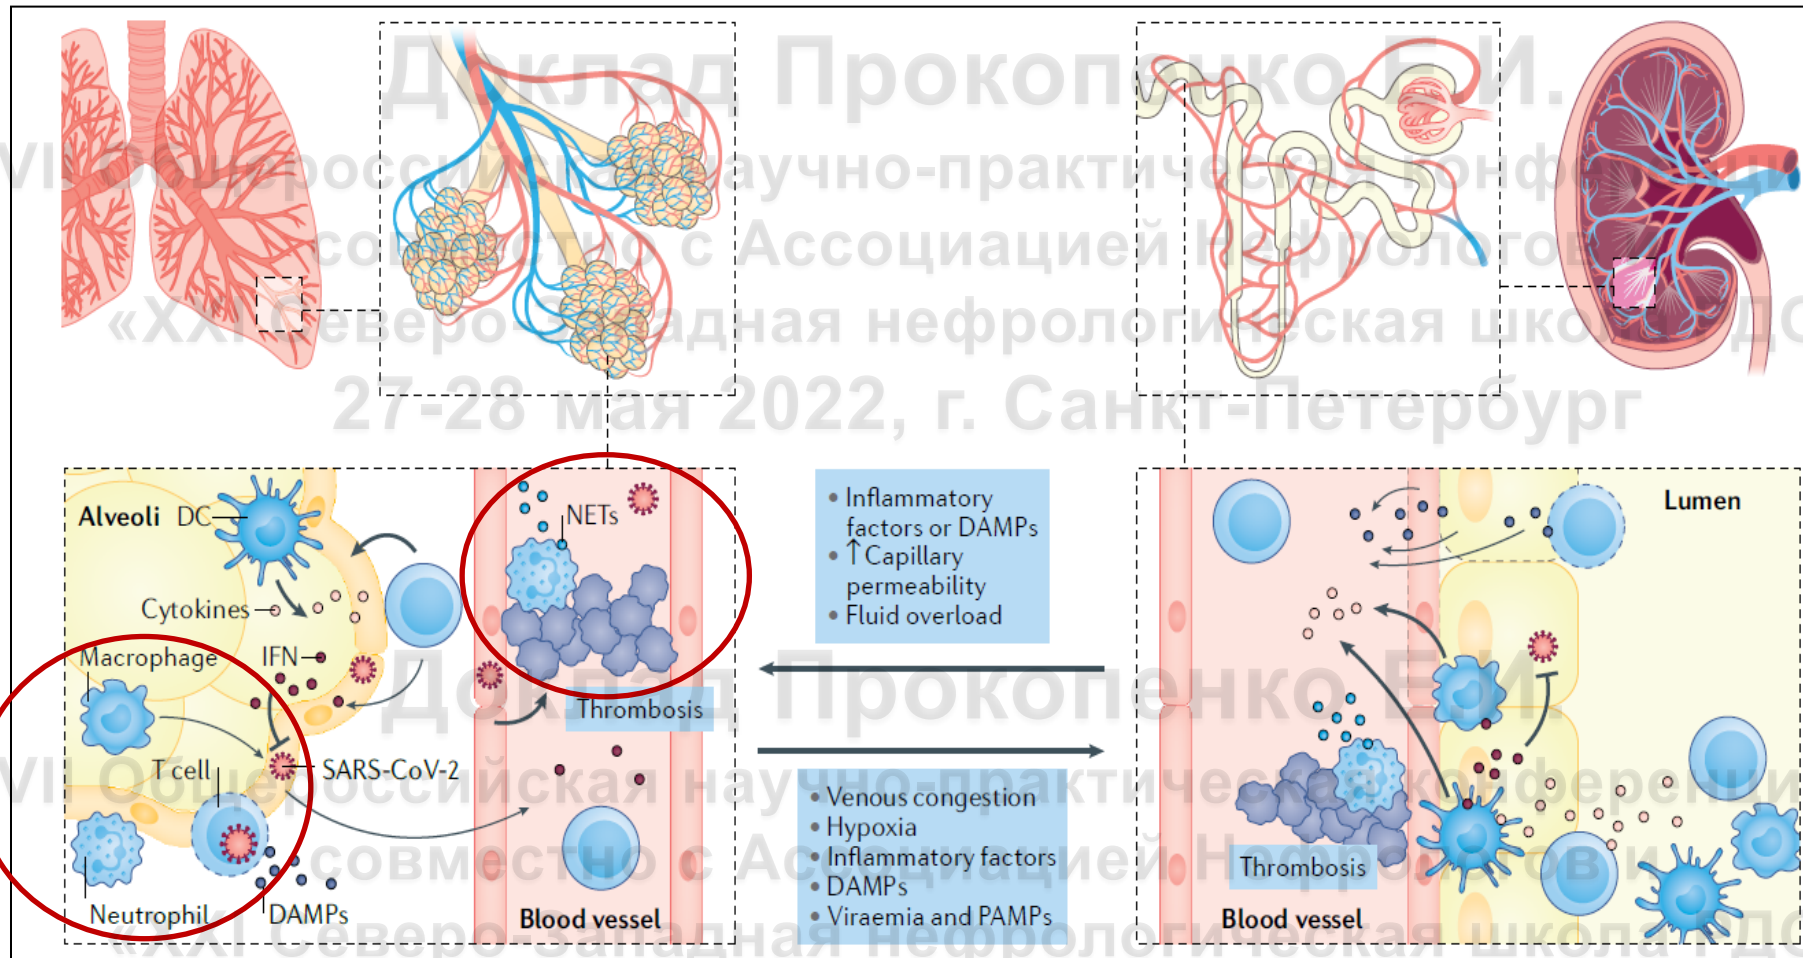 Доклад Прокопенко Е.И.
VII Общероссийская научно-практическая конференция
совместно с Ассоциацией Нефрологов и
«XXI Северо-Западная нефрологическая школа РДО
27-28 мая 2022, г. Санкт-Петербург
Alveoli
DC
Cytokines
Macrophage
IFN
T cell
SARS-CoV-2
Neutrophil
DAMPs
NETs
Thrombosis
Blood vessel
• Inflammatory
factors or DAMPs
• ↑Capillary
permeability
• Fluid overload
• Venous congestion
• Hypoxia
• Inflammatory factors
• DAMPs
• Viraemia and PAMPs
Lumen
Thrombosis
Blood vessel
Доклад Прокопенко Е.И.
VII Общероссийская научно-практическая конференция
совместно с Ассоциацией Нефрологов и
«XXI Северо-Западная нефрологическая школа РДО